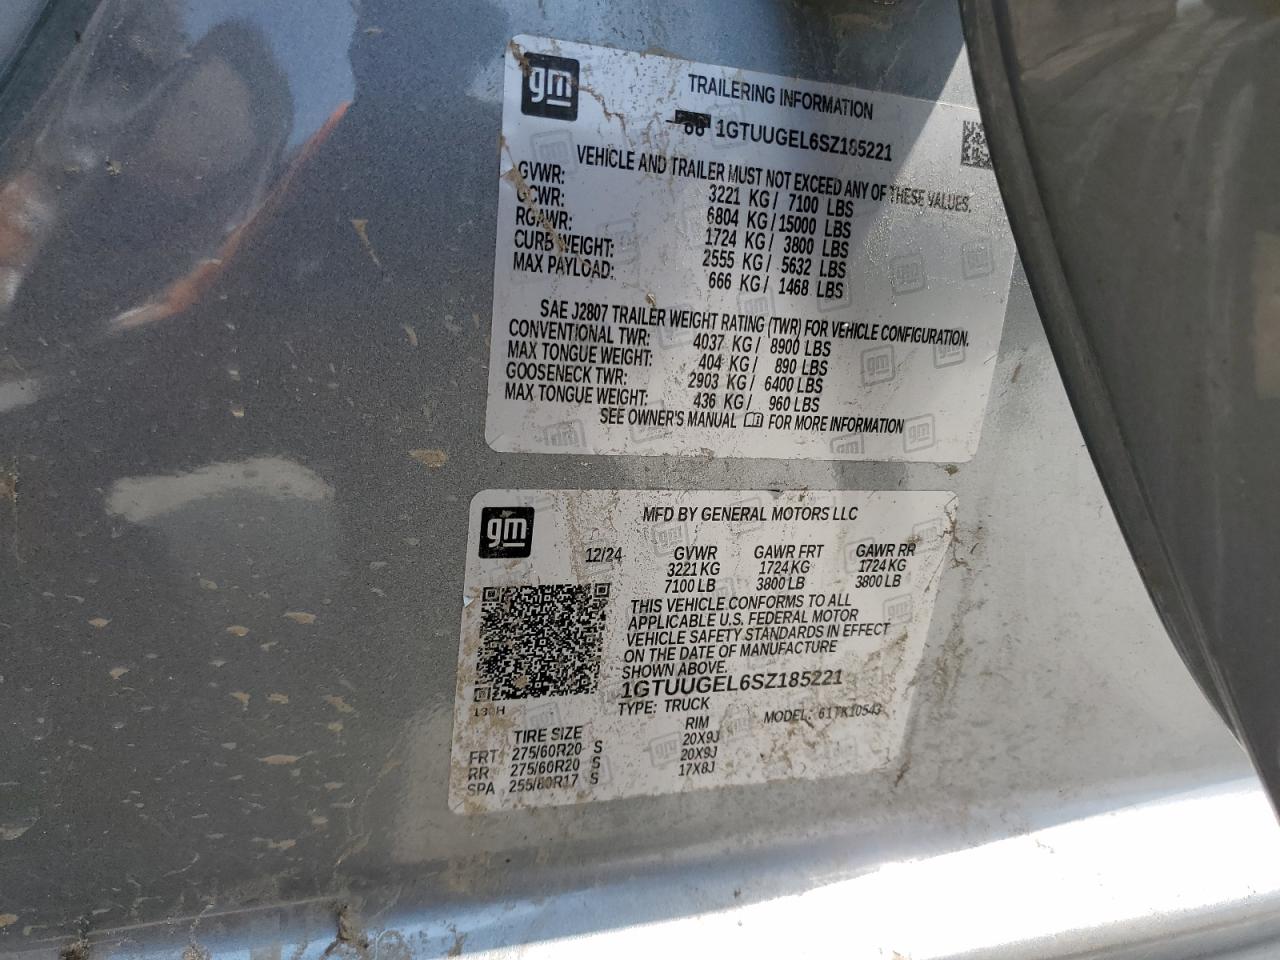 gm
TRAILERING INFORMATION
1GTUUGEL6SZ185221
VEHICLE AND TRAILER MUST NOT EXCEED ANY OF THESE VALUES.
GVWR: 3221 KG/ 7100 LBS
GCWR: 6804 KG/ 15000 LBS
RGAWR: 1724 KG/ 3800 LBS
CURB WEIGHT: 2555 KG/ 5632 LBS
MAX PAYLOAD: 666 KG/ 1468 LBS
SAE J2807 TRAILER WEIGHT RATING (TWR) FOR VEHICLE CONFIGURATION.
CONVENTIONAL TWR: 4037 KG/ 8900 LBS
MAX TONGUE WEIGHT: 404 KG/ 890 LBS
GOOSENECK TWR: 2903 KG/ 6400 LBS
MAX TONGUE WEIGHT: 436 KG/ 960 LBS
SEE OWNER'S MANUAL FOR MORE INFORMATION
gm
MFD BY GENERAL MOTORS LLC
12/24 GVWR GAWR FRT GAWR RR
3221 KG 1724 KG 1724 KG
7100 LB 3800 LB 3800 LB
THIS VEHICLE CONFORMS TO ALL
APPLICABLE U.S. FEDERAL MOTOR
VEHICLE SAFETY STANDARDS IN EFFECT
ON THE DATE OF MANUFACTURE
SHOWN ABOVE.
1GTUUGEL6SZ185221
TYPE: TRUCK MODEL: 61TK10543
TIRE SIZE RIM
FRT 275/60R20 S 20X9J
RR 275/60R20 S 20X9J
SPA 255/80R17 S 17X8J